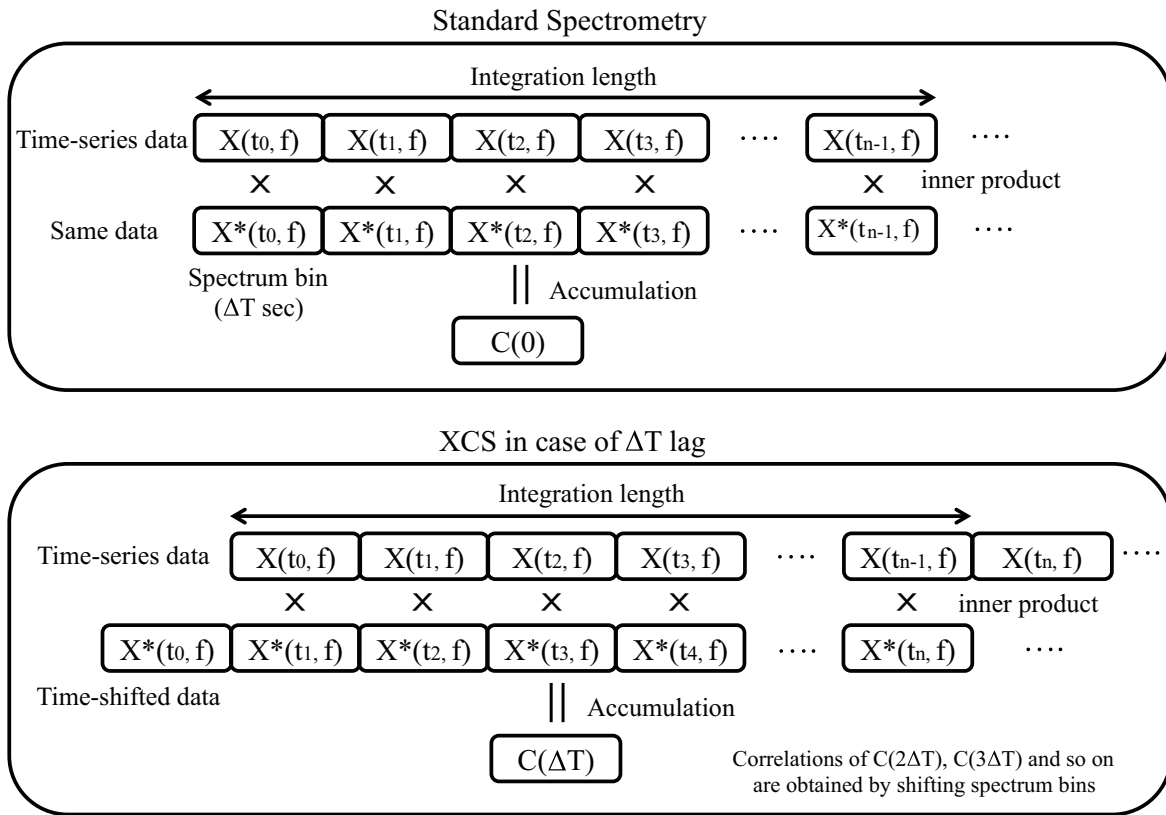 Standard Spectrometry
Integration length
Time-series data X(t0, f) X(t1, f) X(t2, f) X(t3, f) ···· X(tn-1, f) ····
× × × × × inner product
Same data X*(t0, f) X*(t1, f) X*(t2, f) X*(t3, f) ···· X*(tn-1, f) ····
Spectrum bin
(ΔT sec)
|| Accumulation
C(0)
XCS in case of ΔT lag
Integration length
Time-series data X(t0, f) X(t1, f) X(t2, f) X(t3, f) ···· X(tn-1, f) X(tn, f) ····
× × × × × inner product
X*(t0, f) X*(t1, f) X*(t2, f) X*(t3, f) X*(t4, f) ···· X*(tn, f) ····
Time-shifted data
|| Accumulation
C(ΔT)
Correlations of C(2ΔT), C(3ΔT) and so on
are obtained by shifting spectrum bins